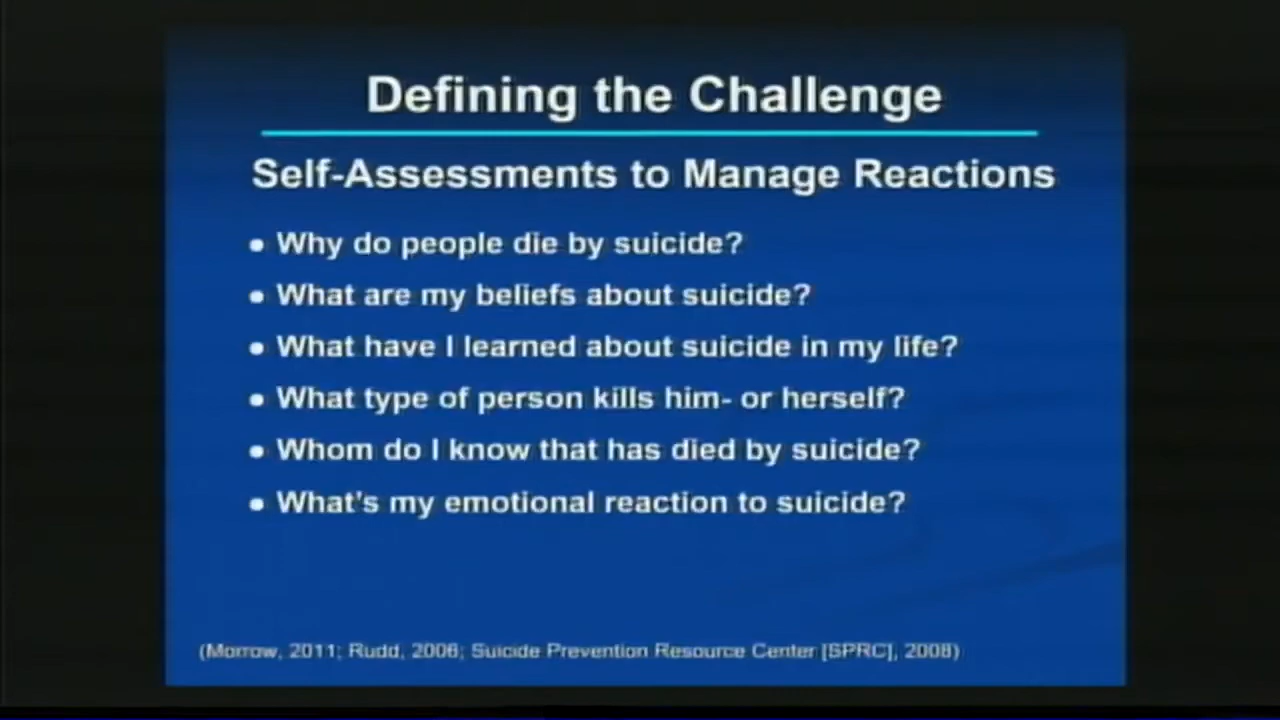 Defining the Challenge
Self-Assessments to Manage Reactions
• Why do people die by suicide?
• What are my beliefs about suicide?
• What have I learned about suicide in my life?
• What type of person kills him- or herself?
• Whom do I know that has died by suicide?
• What's my emotional reaction to suicide?
(Morrow, 2011; Rudd, 2006; Suicide Prevention Resource Center [SPRC], 2008)